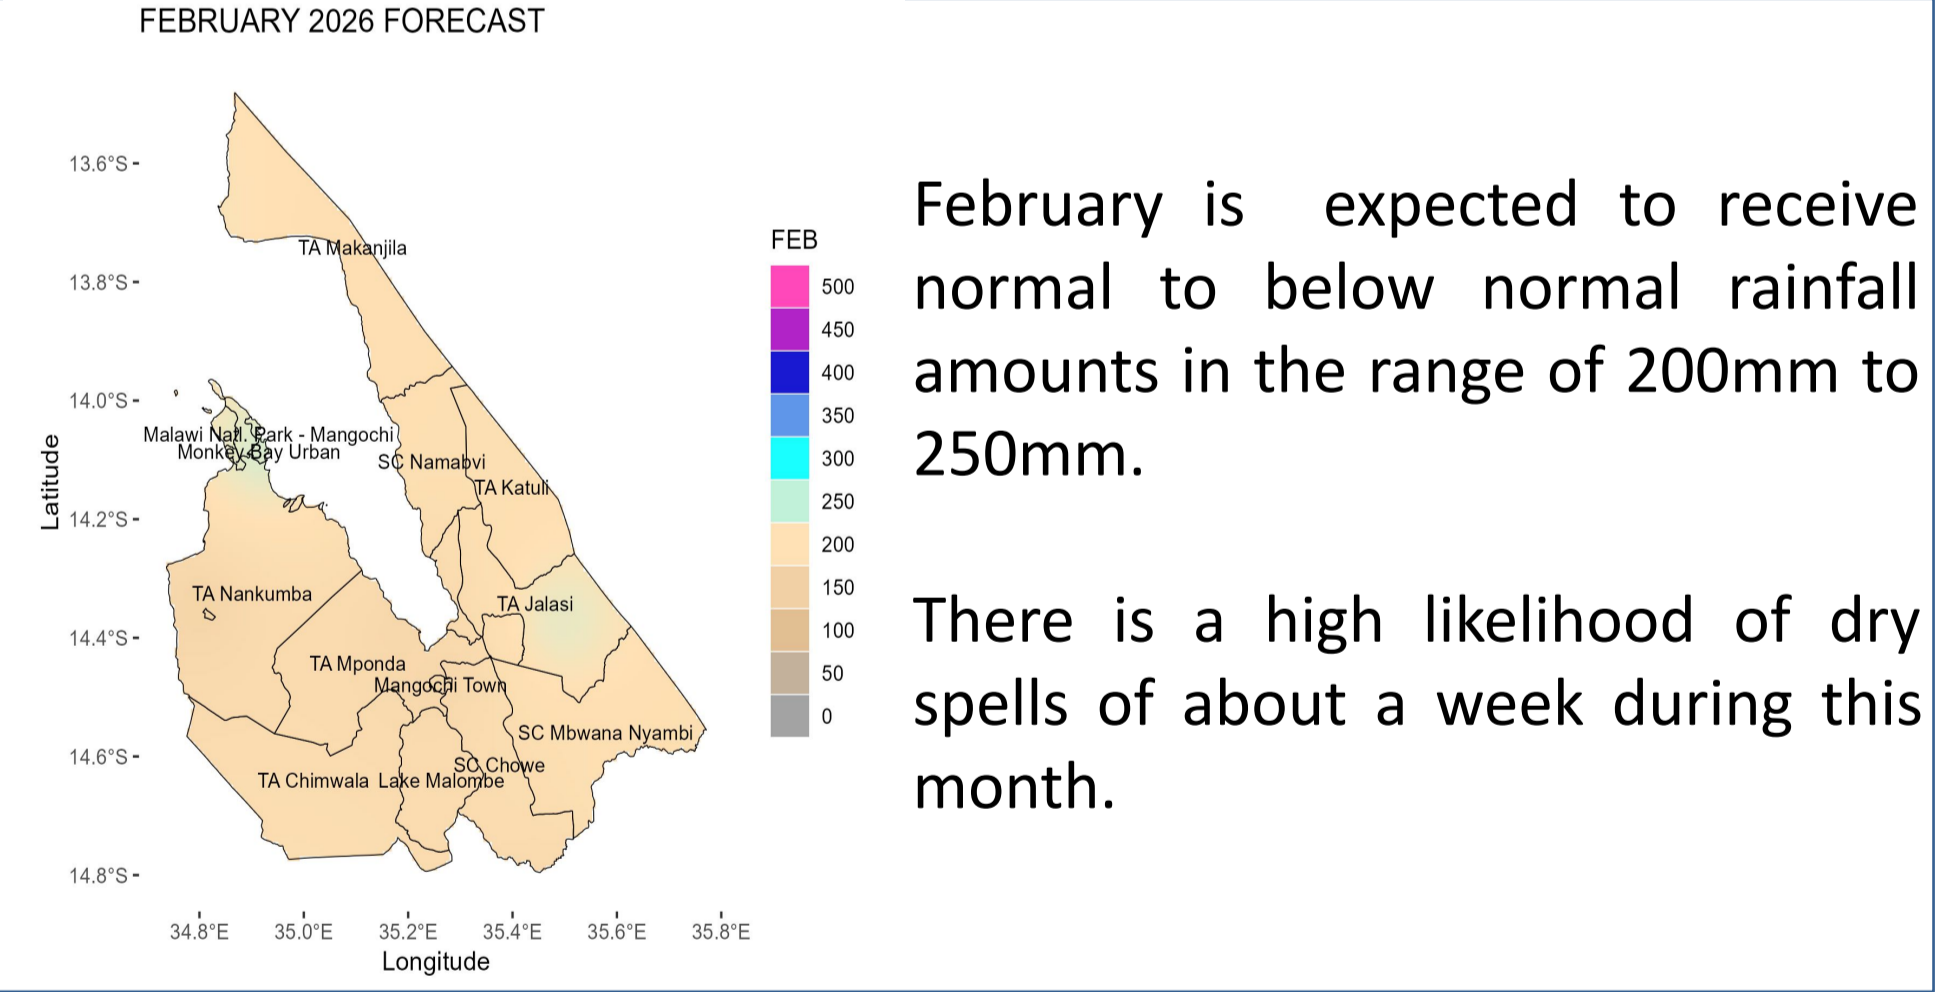 FEBRUARY 2026 FORECAST
13.6°S
13.8°S
14.0°S
14.2°S
14.4°S
14.6°S
14.8°S
Latitude
34.8°E 35.0°E 35.2°E 35.4°E 35.6°E 35.8°E
Longitude
TA Makanjila
Malawi Natl. Park - Mangochi
Monkey Bay Urban
SC Namabvi
TA Katuli
TA Nankumba
TA Jalasi
TA Mponda
Mangochi Town
SC Mbwana Nyambi
SC Chowe
TA Chimwala
Lake Malombe
FEB
500
450
400
350
300
250
200
150
100
50
0
February is expected to receive
normal to below normal rainfall
amounts in the range of 200mm to
250mm.
There is a high likelihood of dry
spells of about a week during this
month.